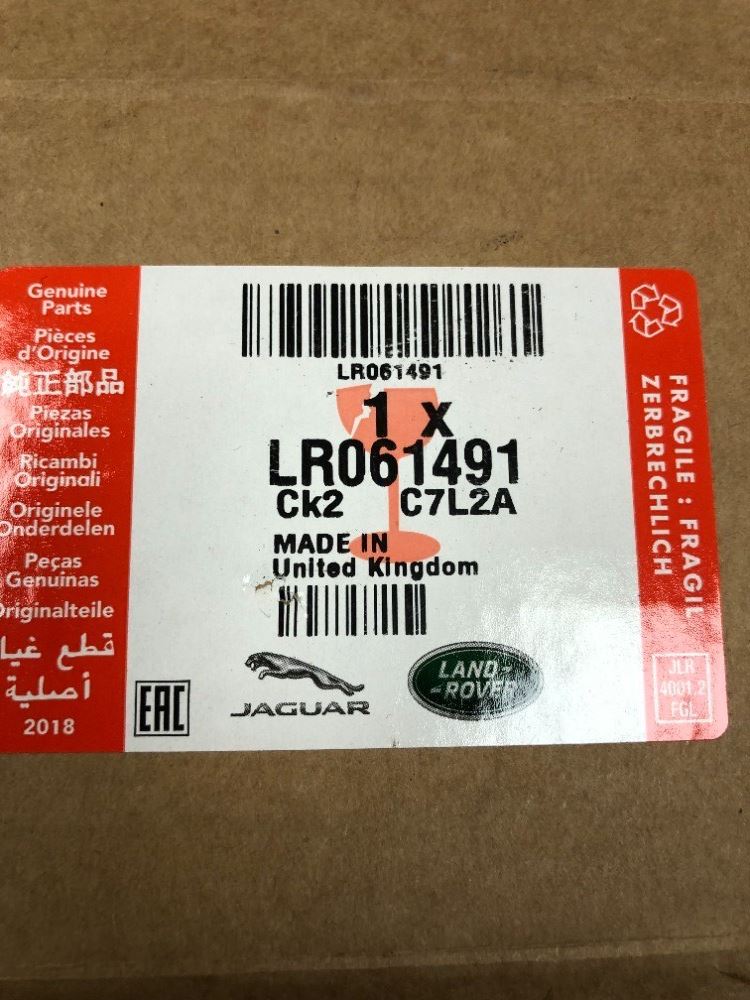 Genuine
Parts
Pièces
d'Origine
純正部品
Piezas
Originales
Ricambi
Originali
Originele
Onderdelen
Peças
Genuinas
Originalteile
قطع غيا
أصلية
2018
EAC
LR061491
1 x
LR061491
Ck2 C7L2A
MADE IN
United Kingdom
JAGUAR
LAND-
-ROVER
FRAGILE : FRAGIL
ZERBRECHLICH
JLR
4001.2
FGL